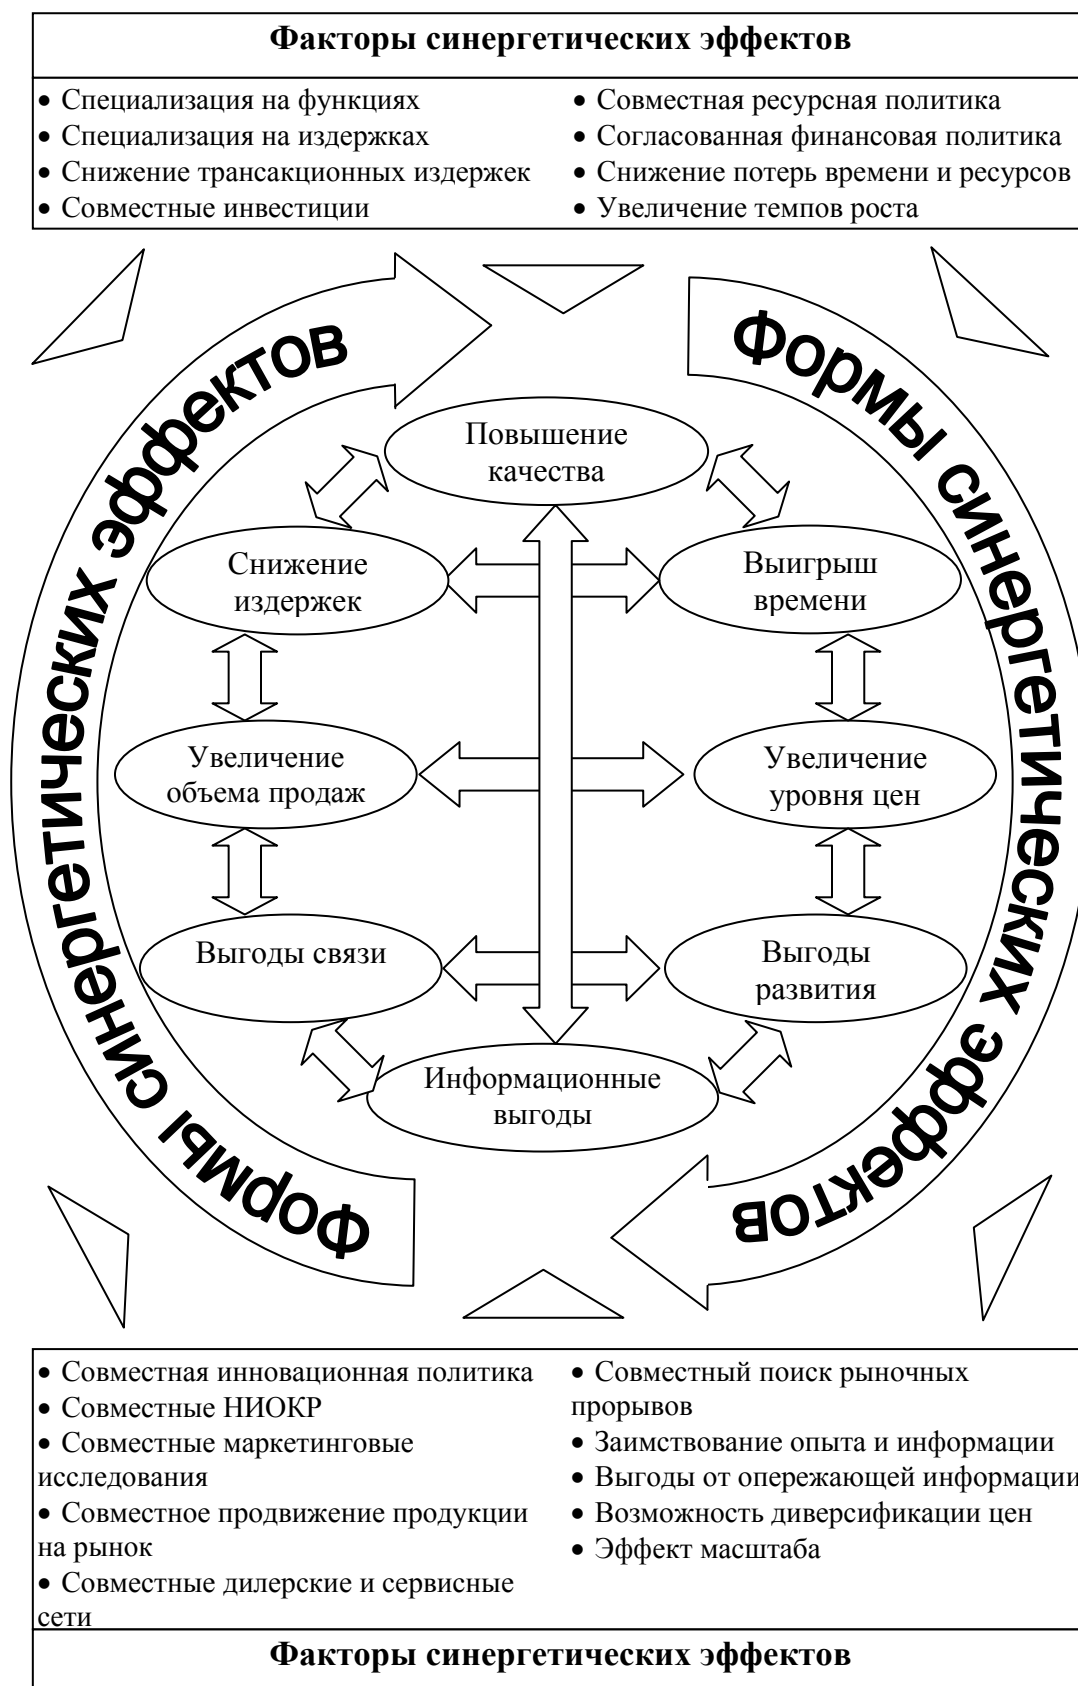 Факторы синергетических эффектов
• Специализация на функциях
• Специализация на издержках
• Снижение трансакционных издержек
• Совместные инвестиции
• Совместная ресурсная политика
• Согласованная финансовая политика
• Снижение потерь времени и ресурсов
• Увеличение темпов роста
Формы синергетических эффектов
Формы синергетических эффектов
Повышение
качества
Снижение
издержек
Выигрыш
времени
Увеличение
объема продаж
Увеличение
уровня цен
Выгоды связи
Выгоды
развития
Информационные
выгоды
• Совместная инновационная политика
• Совместные НИОКР
• Совместные маркетинговые
исследования
• Совместное продвижение продукции
на рынок
• Совместные дилерские и сервисные
сети
• Совместный поиск рыночных
прорывов
• Заимствование опыта и информации
• Выгоды от опережающей информации
• Возможность диверсификации цен
• Эффект масштаба
Факторы синергетических эффектов